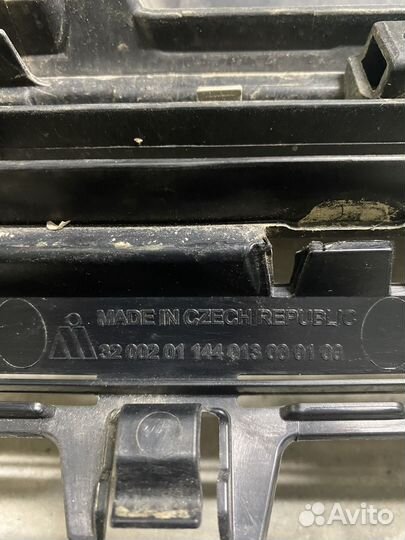 MADE IN CZECH REPUBLIC
32 002 01 144 013 00 01 00
Avito